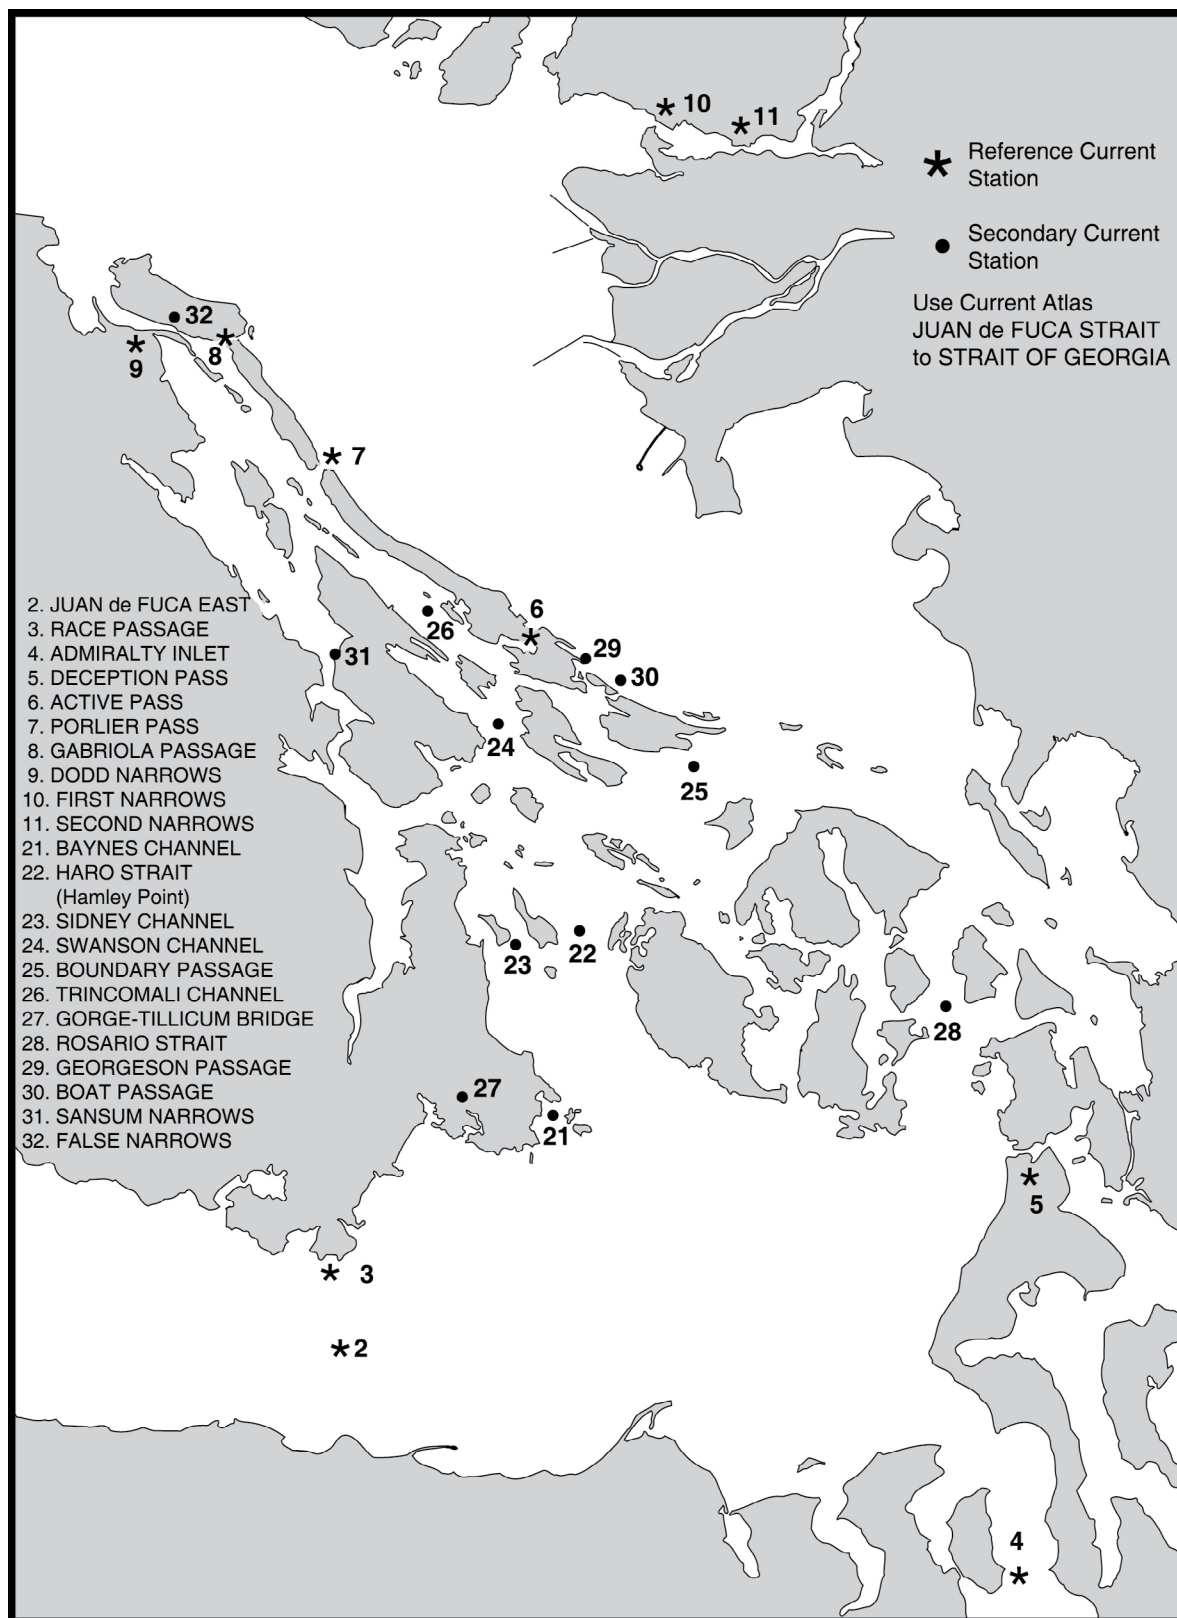 10
11
Reference Current
Station
Secondary Current
Station
Use Current Atlas
JUAN de FUCA STRAIT
to STRAIT OF GEORGIA
32
8
9
7
6
26
29
31
30
24
25
2. JUAN de FUCA EAST
3. RACE PASSAGE
4. ADMIRALTY INLET
5. DECEPTION PASS
6. ACTIVE PASS
7. PORLIER PASS
8. GABRIOLA PASSAGE
9. DODD NARROWS
10. FIRST NARROWS
11. SECOND NARROWS
21. BAYNES CHANNEL
22. HARO STRAIT
(Hamley Point)
23. SIDNEY CHANNEL
24. SWANSON CHANNEL
25. BOUNDARY PASSAGE
26. TRINCOMALI CHANNEL
27. GORGE-TILLICUM BRIDGE
28. ROSARIO STRAIT
29. GEORGESON PASSAGE
30. BOAT PASSAGE
31. SANSUM NARROWS
32. FALSE NARROWS
22
23
28
27
21
5
3
2
4